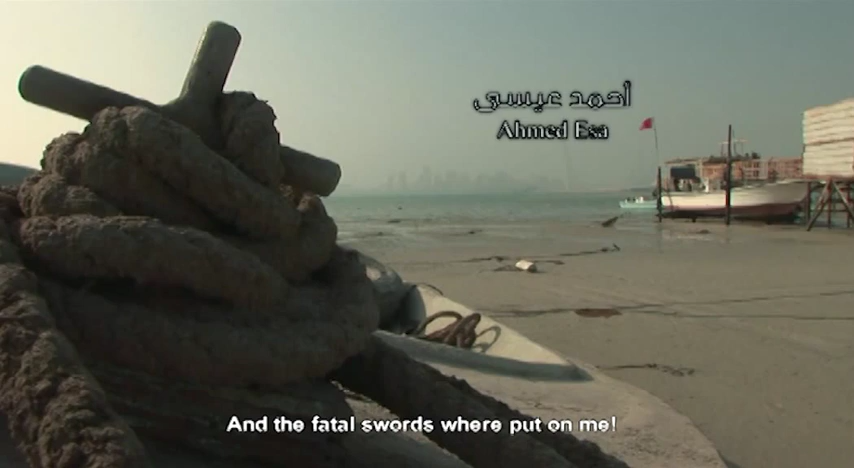 أحمد عيسى
Ahmed Esa
And the fatal swords where put on me!